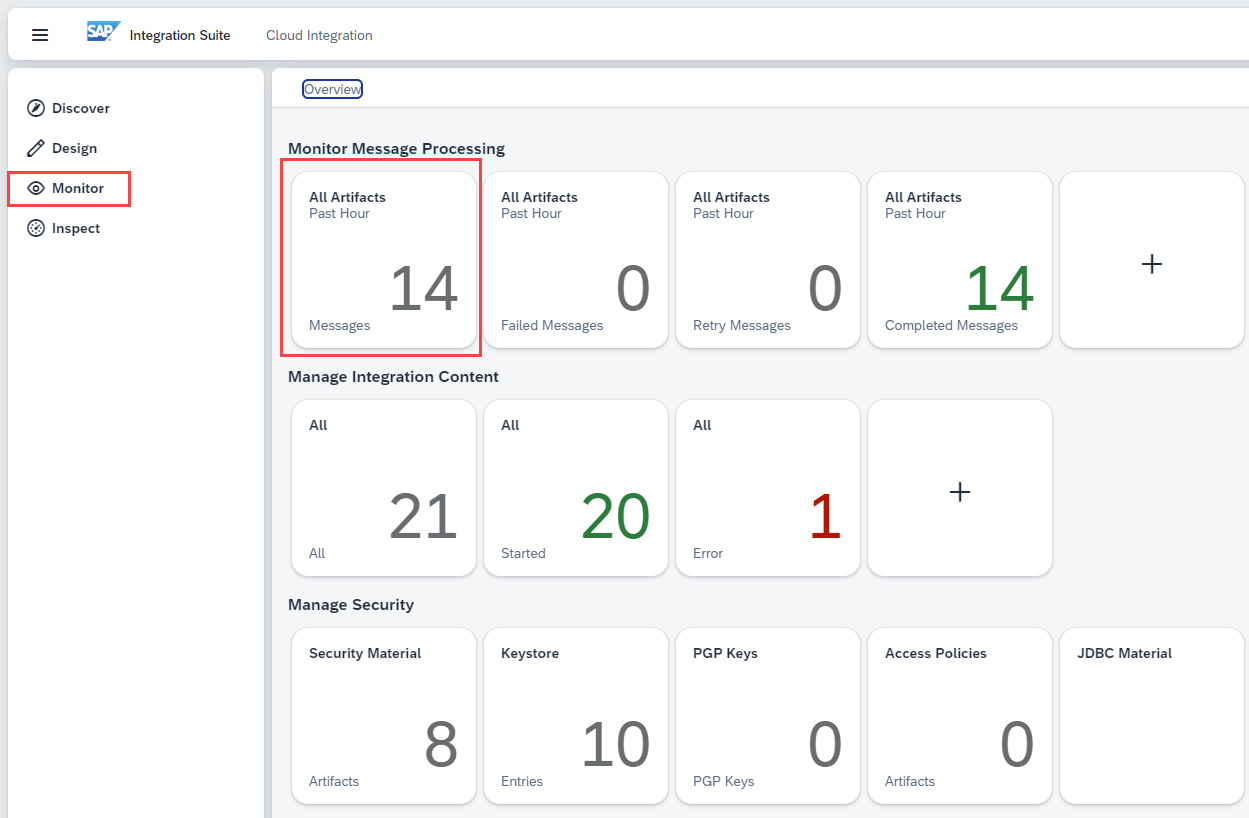 SAP Integration Suite Cloud Integration
Discover
Design
Monitor
Inspect
Overview
Monitor Message Processing
All Artifacts
Past Hour
14
Messages
All Artifacts
Past Hour
0
Failed Messages
All Artifacts
Past Hour
0
Retry Messages
All Artifacts
Past Hour
14
Completed Messages
+
Manage Integration Content
All
21
All
All
20
Started
All
1
Error
+
Manage Security
Security Material
8
Artifacts
Keystore
10
Entries
PGP Keys
0
PGP Keys
Access Policies
0
Artifacts
JDBC Material